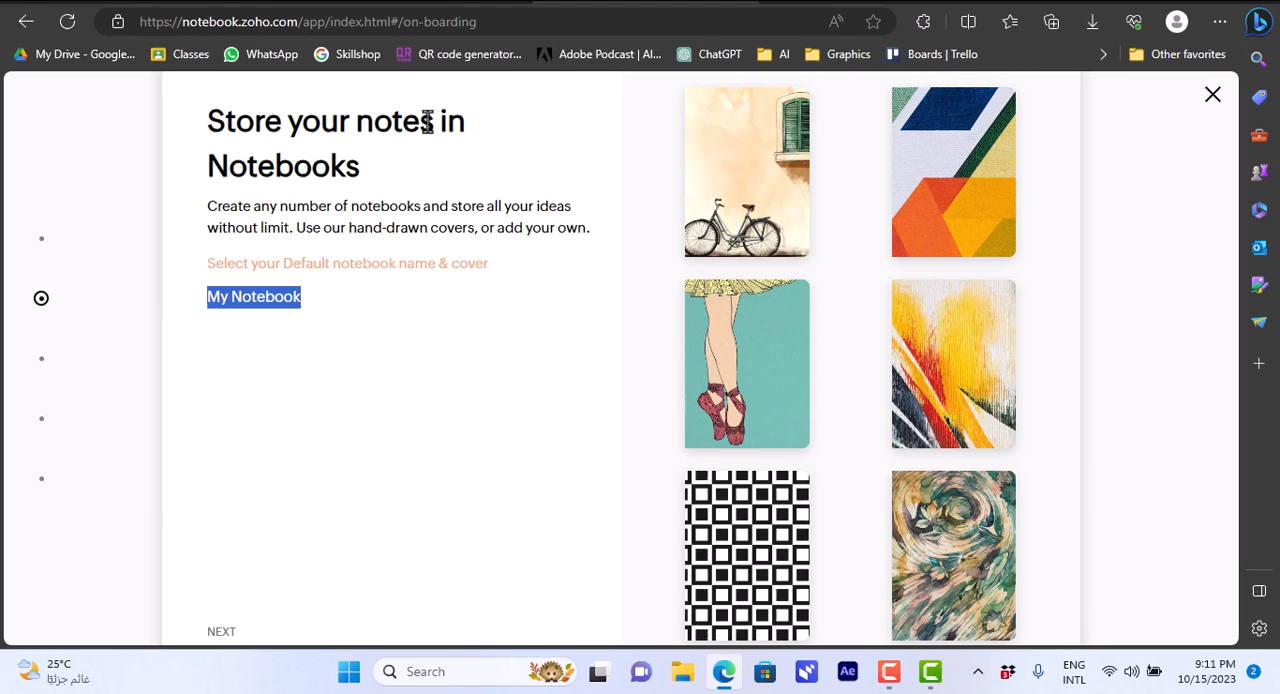 https://notebook.zoho.com/app/index.html#/on-boarding
My Drive - Google...
Classes
WhatsApp
Skillshop
QR code generator...
Adobe Podcast | AI...
ChatGPT
AI
Graphics
Boards | Trello
Other favorites
Store your notes in
Notebooks
Create any number of notebooks and store all your ideas
without limit. Use our hand-drawn covers, or add your own.
Select your Default notebook name & cover
My Notebook
NEXT
25°C
غائم جزئيًا
Search
Ae
3
ENG
INTL
9:11 PM
10/15/2023
2